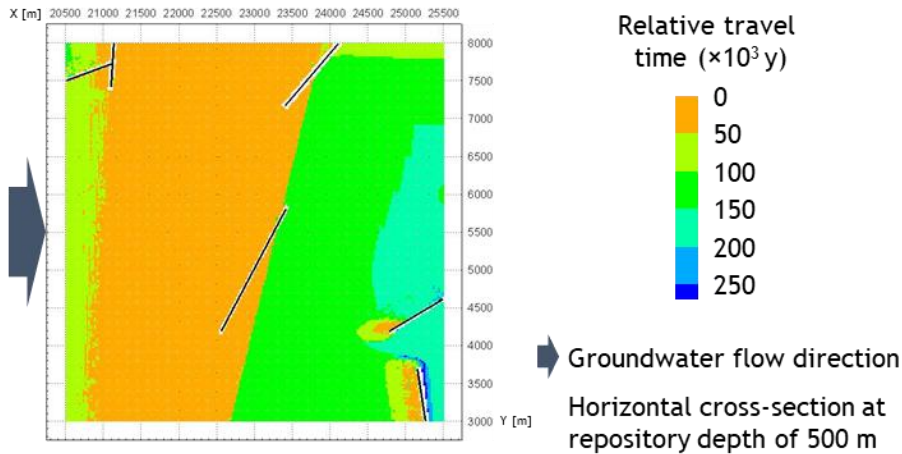 X [m] 20500 21000 21500 22000 22500 23000 23500 24000 24500 25000 25500
8000
7500
7000
6500
6000
5500
5000
4500
4000
3500
Y [m] 3000
Relative travel
time (×10³ y)
0
50
100
150
200
250
Groundwater flow direction
Horizontal cross-section at
repository depth of 500 m